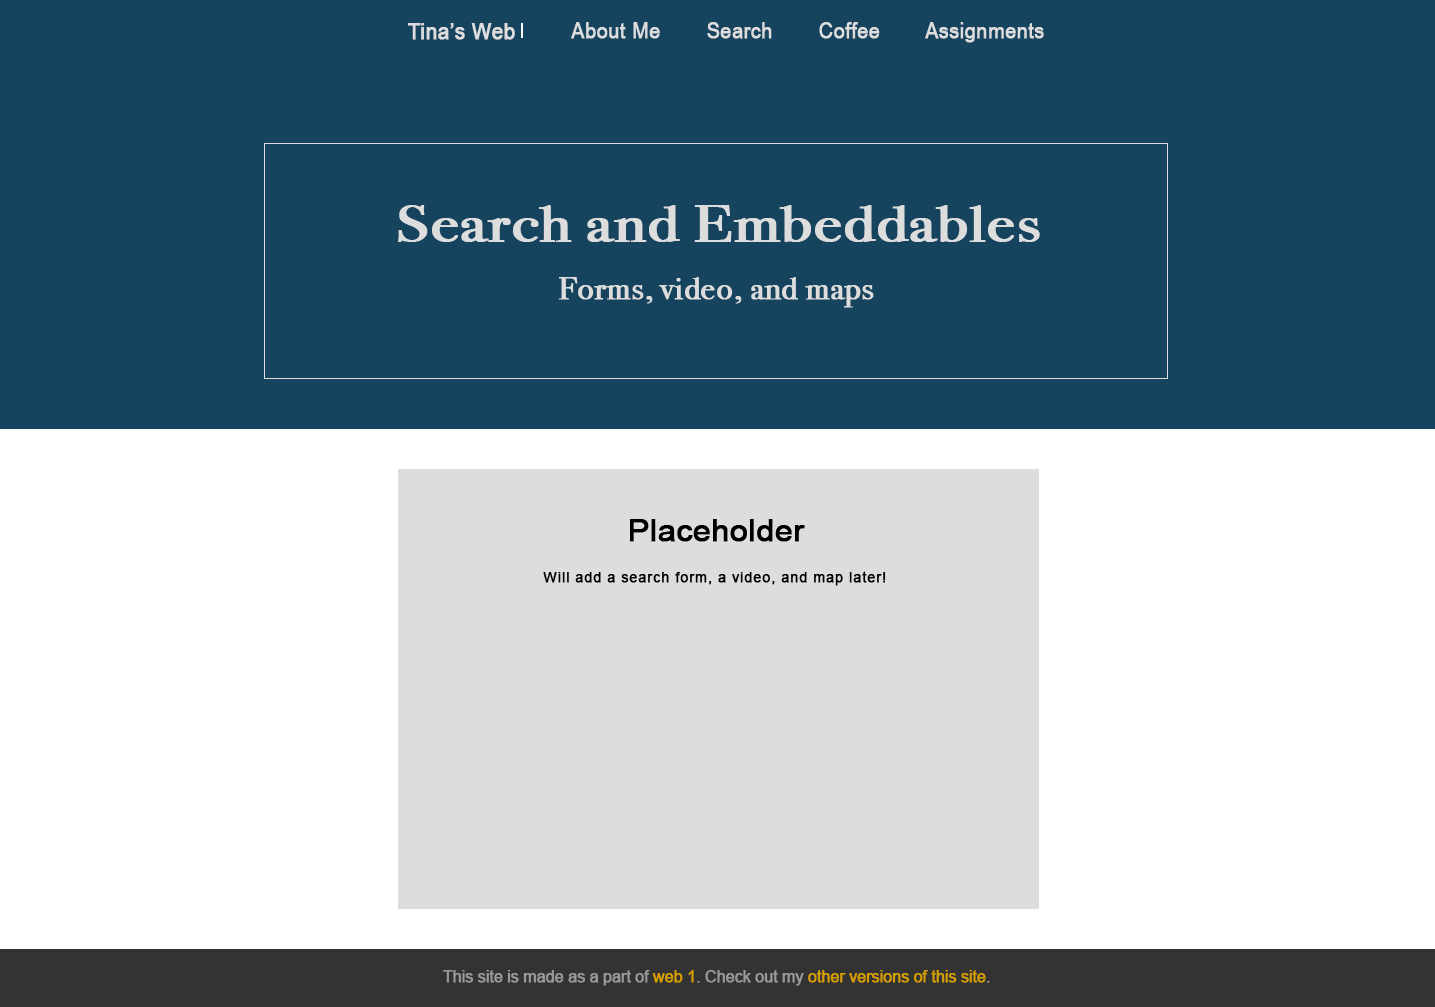 Tina’s Web | About Me Search Coffee Assignments
Search and Embeddables
Forms, video, and maps
Placeholder
Will add a search form, a video, and map later!
This site is made as a part of web 1. Check out my other versions of this site.